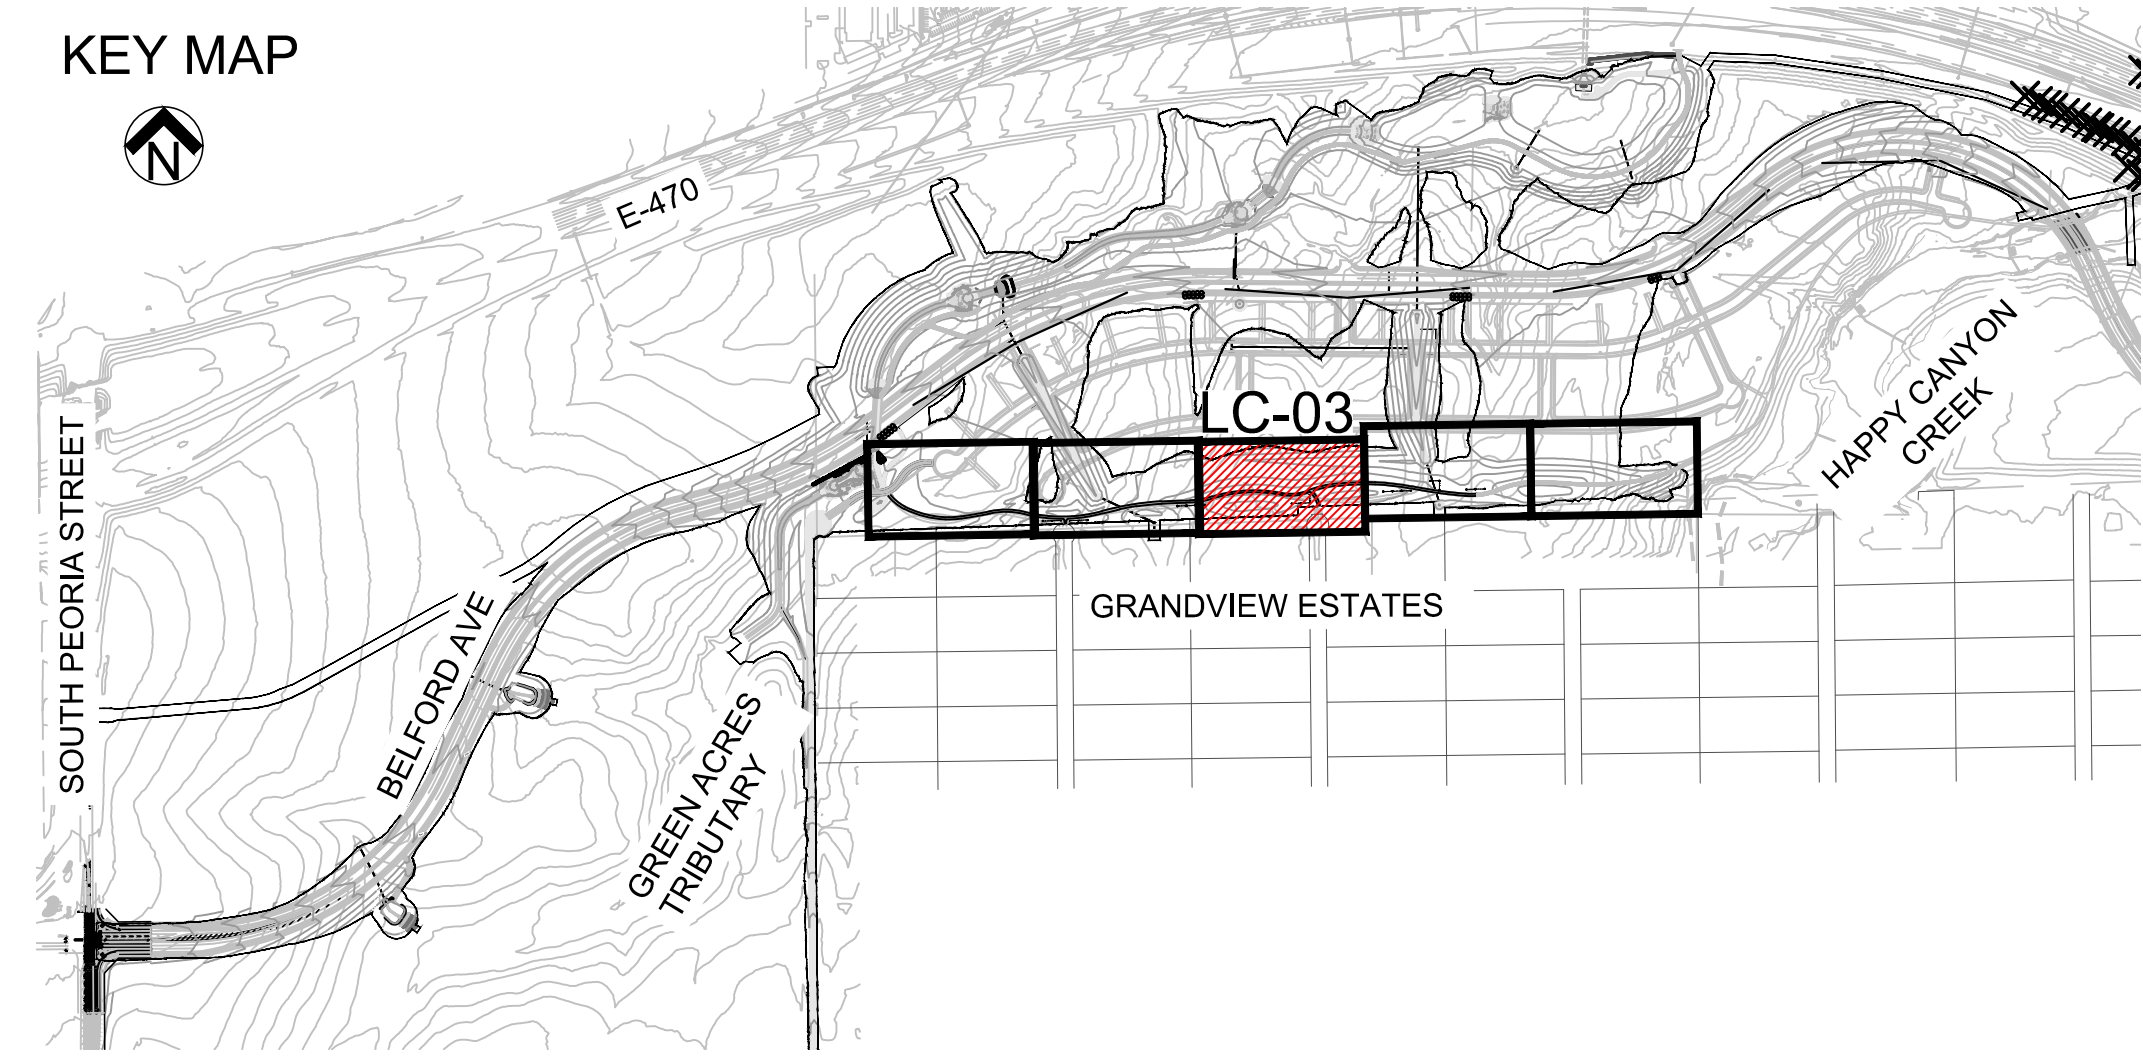 KEY MAP
N
E-470
LC-03
HAPPY CANYON
CREEK
SOUTH PEORIA STREET
GRANDVIEW ESTATES
BELFORD AVE
GREEN ACRES
TRIBUTARY